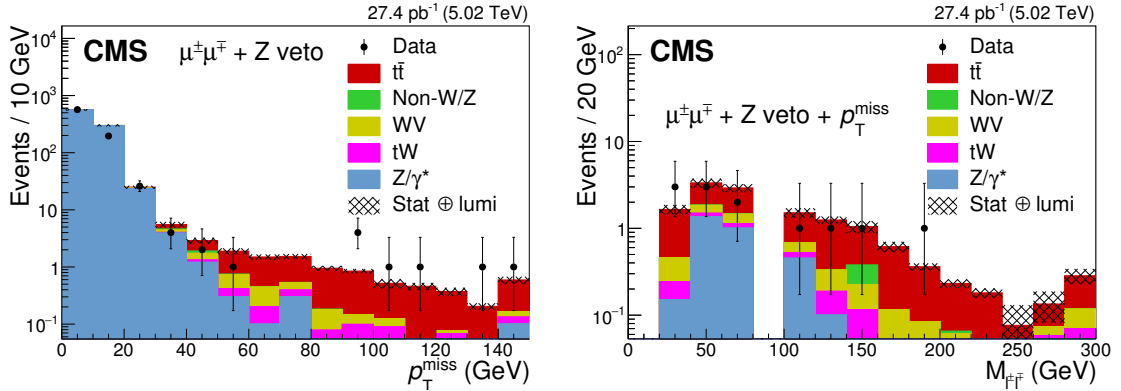 27.4 pb⁻¹ (5.02 TeV)
CMS
μ±μ∓ + Z veto
Data
tt̄
Non-W/Z
WV
tW
Z/γ*
Stat ⊕ lumi
Events / 10 GeV
10⁴
10³
10²
10
1
10⁻¹
0 20 40 60 80 100 120 140
p_T^miss (GeV)
27.4 pb⁻¹ (5.02 TeV)
CMS
μ±μ∓ + Z veto + p_T^miss
Data
tt̄
Non-W/Z
WV
tW
Z/γ*
Stat ⊕ lumi
Events / 20 GeV
10²
10
1
10⁻¹
0 50 100 150 200 250 300